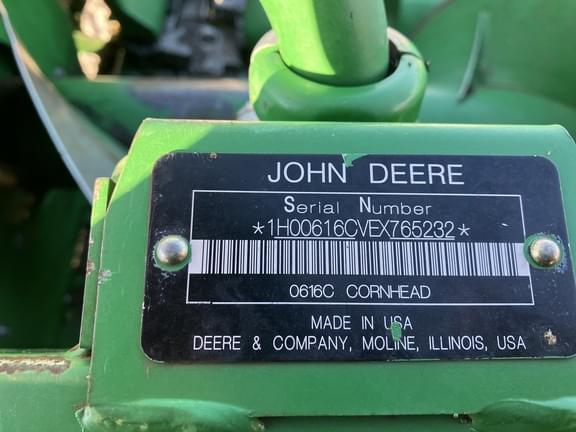 JOHN DEERE
Serial Number
*1H00616CVEX765232*
0616C CORNHEAD
MADE IN USA
DEERE & COMPANY, MOLINE, ILLINOIS, USA